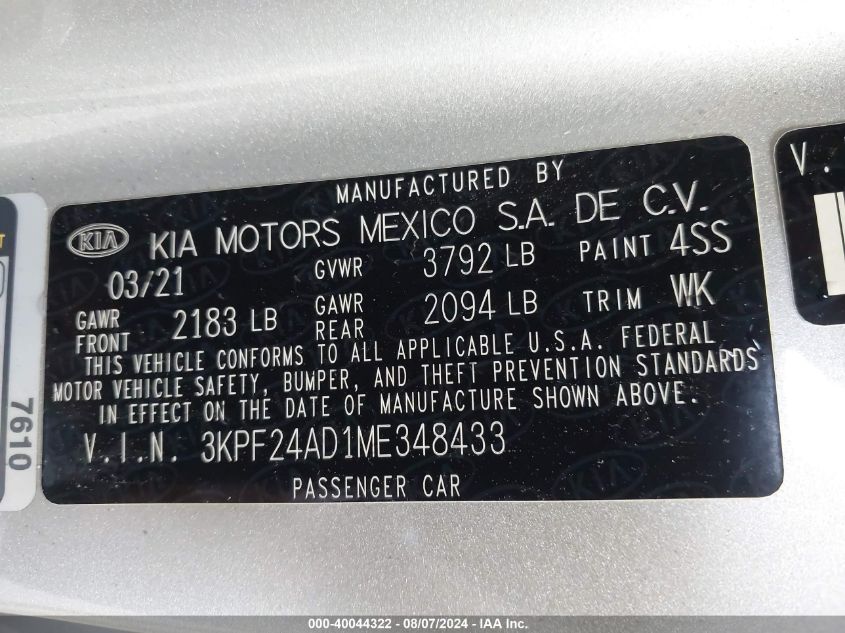 MANUFACTURED BY
KIA KIA MOTORS MEXICO S.A. DE C.V.
03/21 GVWR 3792 LB PAINT 4SS
GAWR FRONT 2183 LB GAWR REAR 2094 LB TRIM WK
THIS VEHICLE CONFORMS TO ALL APPLICABLE U.S.A. FEDERAL
MOTOR VEHICLE SAFETY, BUMPER, AND THEFT PREVENTION STANDARDS
IN EFFECT ON THE DATE OF MANUFACTURE SHOWN ABOVE.
V.I.N. 3KPF24AD1ME348433
PASSENGER CAR
7610
V.
000-40044322 - 08/07/2024 - IAA Inc.